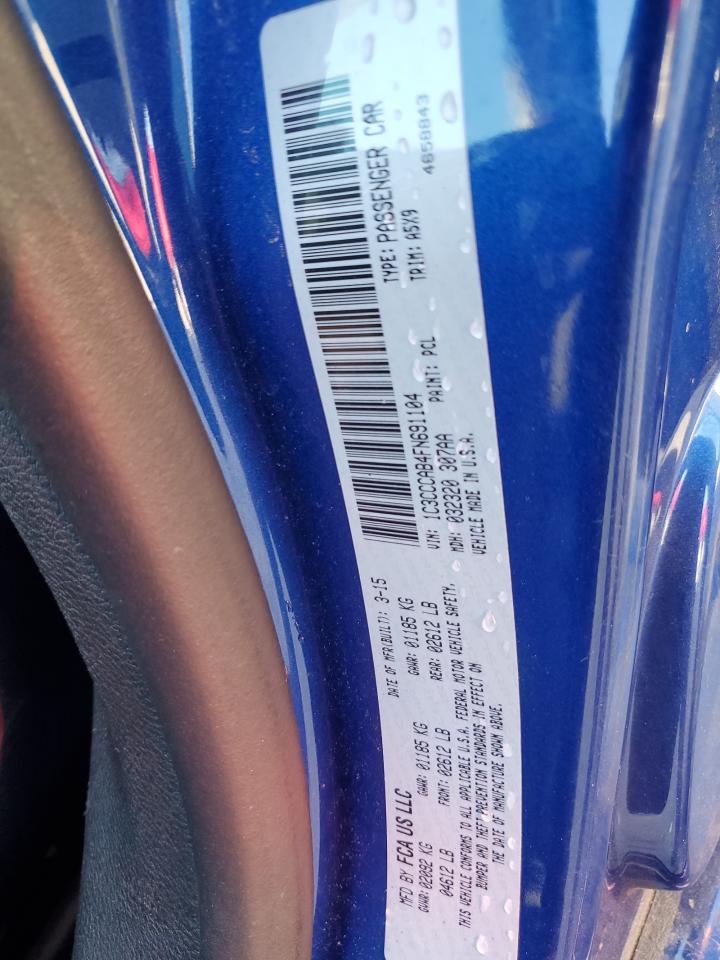 MFD BY FCA US LLC
DATE OF MFR(BUILT): 3-15
GVWR: 02092 KG
GAWR: 01185 KG
GAWR: 01185 KG
04612 LB
FRONT: 02612 LB
REAR: 02612 LB
THIS VEHICLE CONFORMS TO ALL APPLICABLE U.S.A. FEDERAL MOTOR VEHICLE SAFETY,
BUMPER AND THEFT PREVENTION STANDARDS IN EFFECT ON
THE DATE OF MANUFACTURE SHOWN ABOVE.
VIN: 1C3CCCAB4FN691104
TYPE: PASSENGER CAR
MDH: 032320 307AA
PAINT: PCL
TRIM: A5X9
VEHICLE MADE IN U.S.A.
4658843